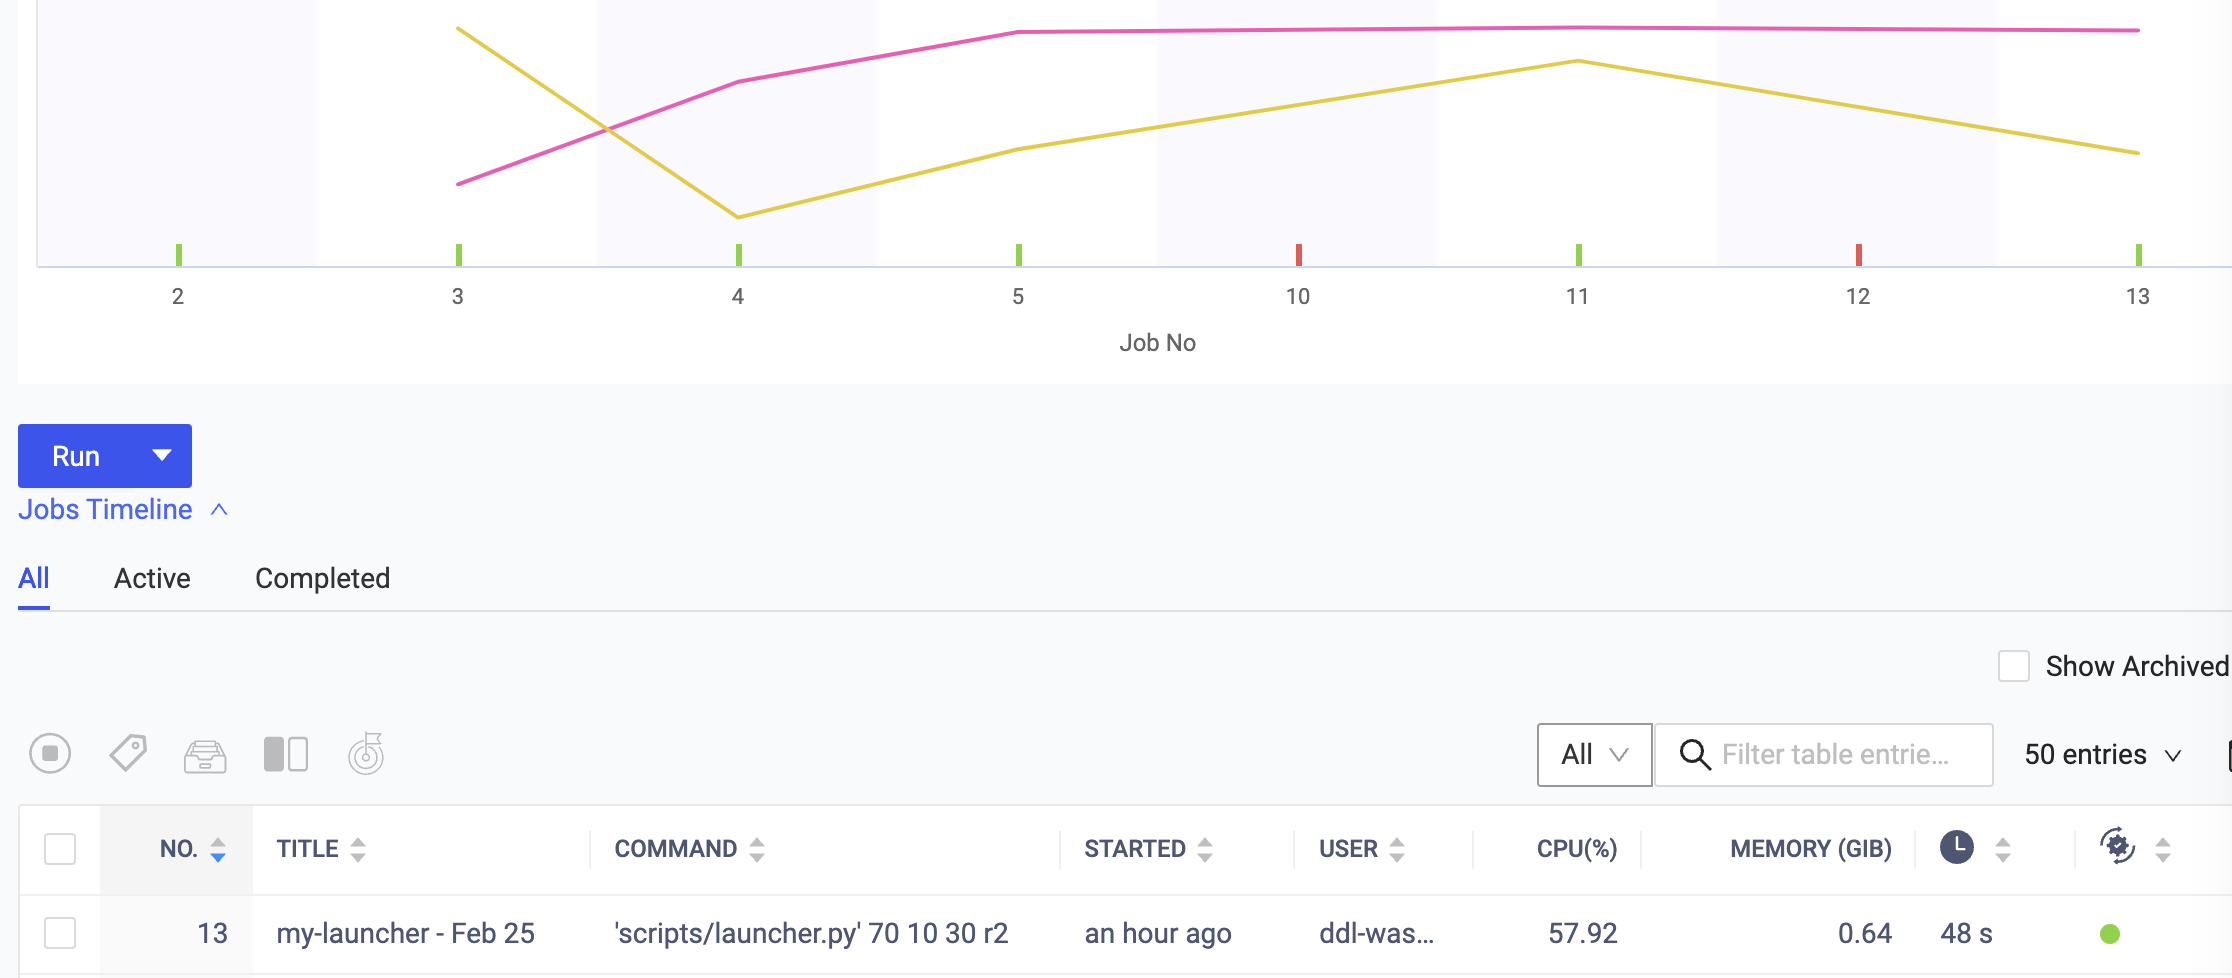 2 3 4 5 10 11 12 13
Job No
Run
Jobs Timeline
All Active Completed
Show Archived
All Filter table entrie... 50 entries
NO. TITLE COMMAND STARTED USER CPU(%) MEMORY (GIB)
13 my-launcher - Feb 25 'scripts/launcher.py' 70 10 30 r2 an hour ago ddl-was... 57.92 0.64 48 s